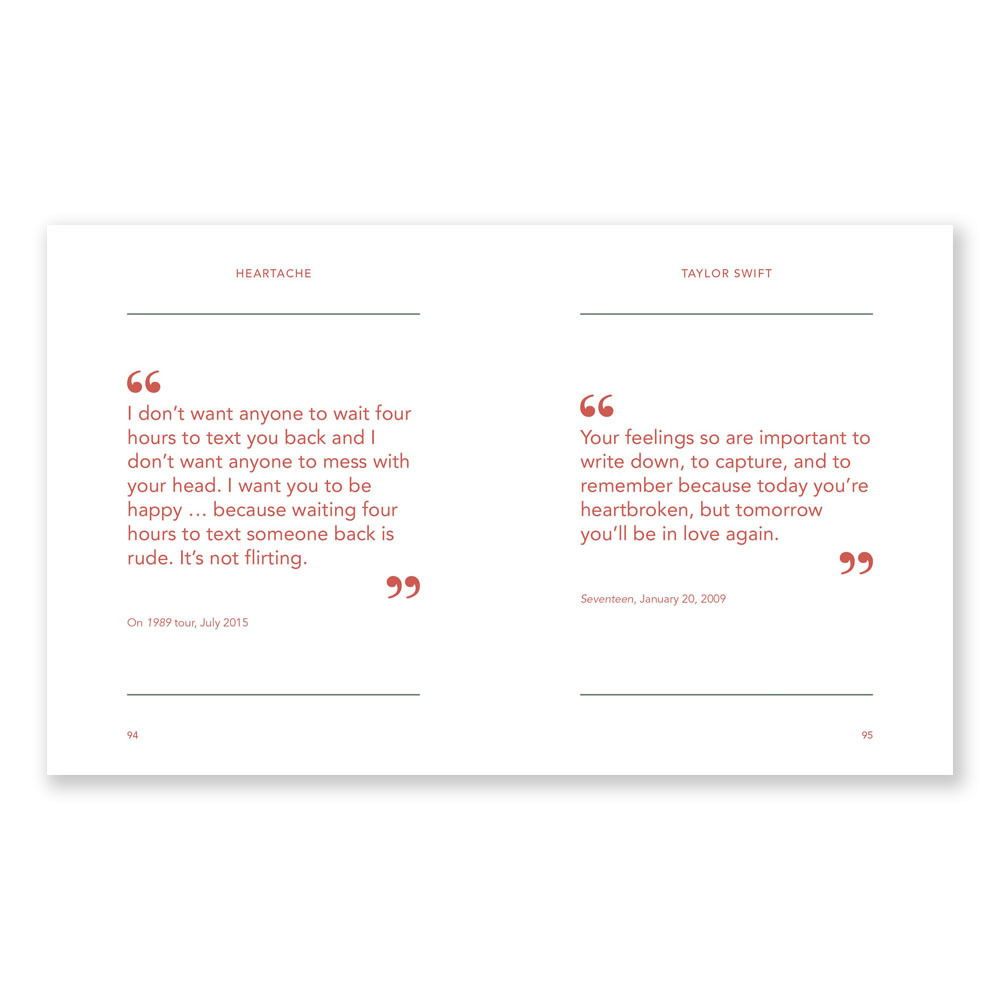 HEARTACHE
“
I don’t want anyone to wait four
hours to text you back and I
don’t want anyone to mess with
your head. I want you to be
happy … because waiting four
hours to text someone back is
rude. It’s not flirting.
”
On 1989 tour, July 2015
94
TAYLOR SWIFT
“
Your feelings so are important to
write down, to capture, and to
remember because today you’re
heartbroken, but tomorrow
you’ll be in love again.
”
Seventeen, January 20, 2009
95